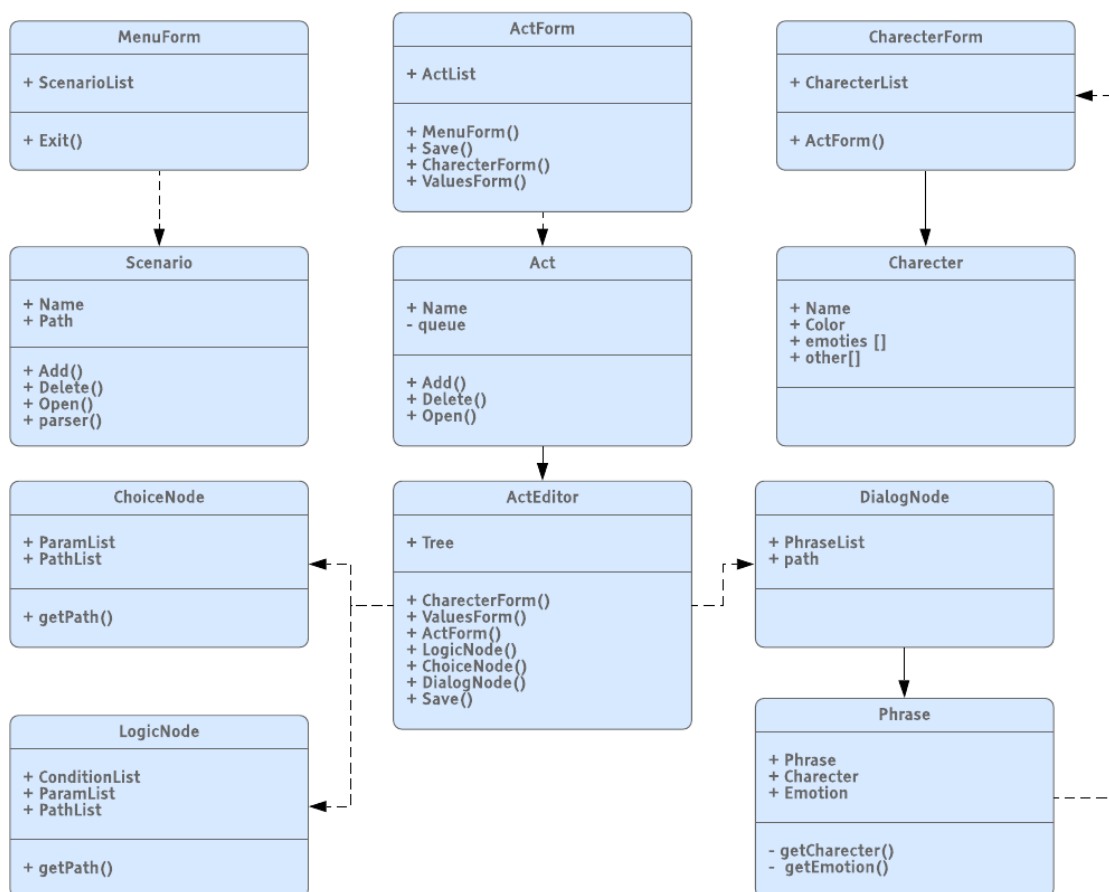 MenuForm
+ ScenarioList
+ Exit()
ActForm
+ ActList
+ MenuForm()
+ Save()
+ CharecterForm()
+ ValuesForm()
CharecterForm
+ CharecterList
+ ActForm()
Scenario
+ Name
+ Path
+ Add()
+ Delete()
+ Open()
+ parser()
Act
+ Name
- queue
+ Add()
+ Delete()
+ Open()
Charecter
+ Name
+ Color
+ emoties []
+ other[]
ChoiceNode
+ ParamList
+ PathList
+ getPath()
ActEditor
+ Tree
+ CharecterForm()
+ ValuesForm()
+ ActForm()
+ LogicNode()
+ ChoiceNode()
+ DialogNode()
+ Save()
DialogNode
+ PhraseList
+ path
LogicNode
+ ConditionList
+ ParamList
+ PathList
+ getPath()
Phrase
+ Phrase
+ Charecter
+ Emotion
- getCharecter()
- getEmotion()